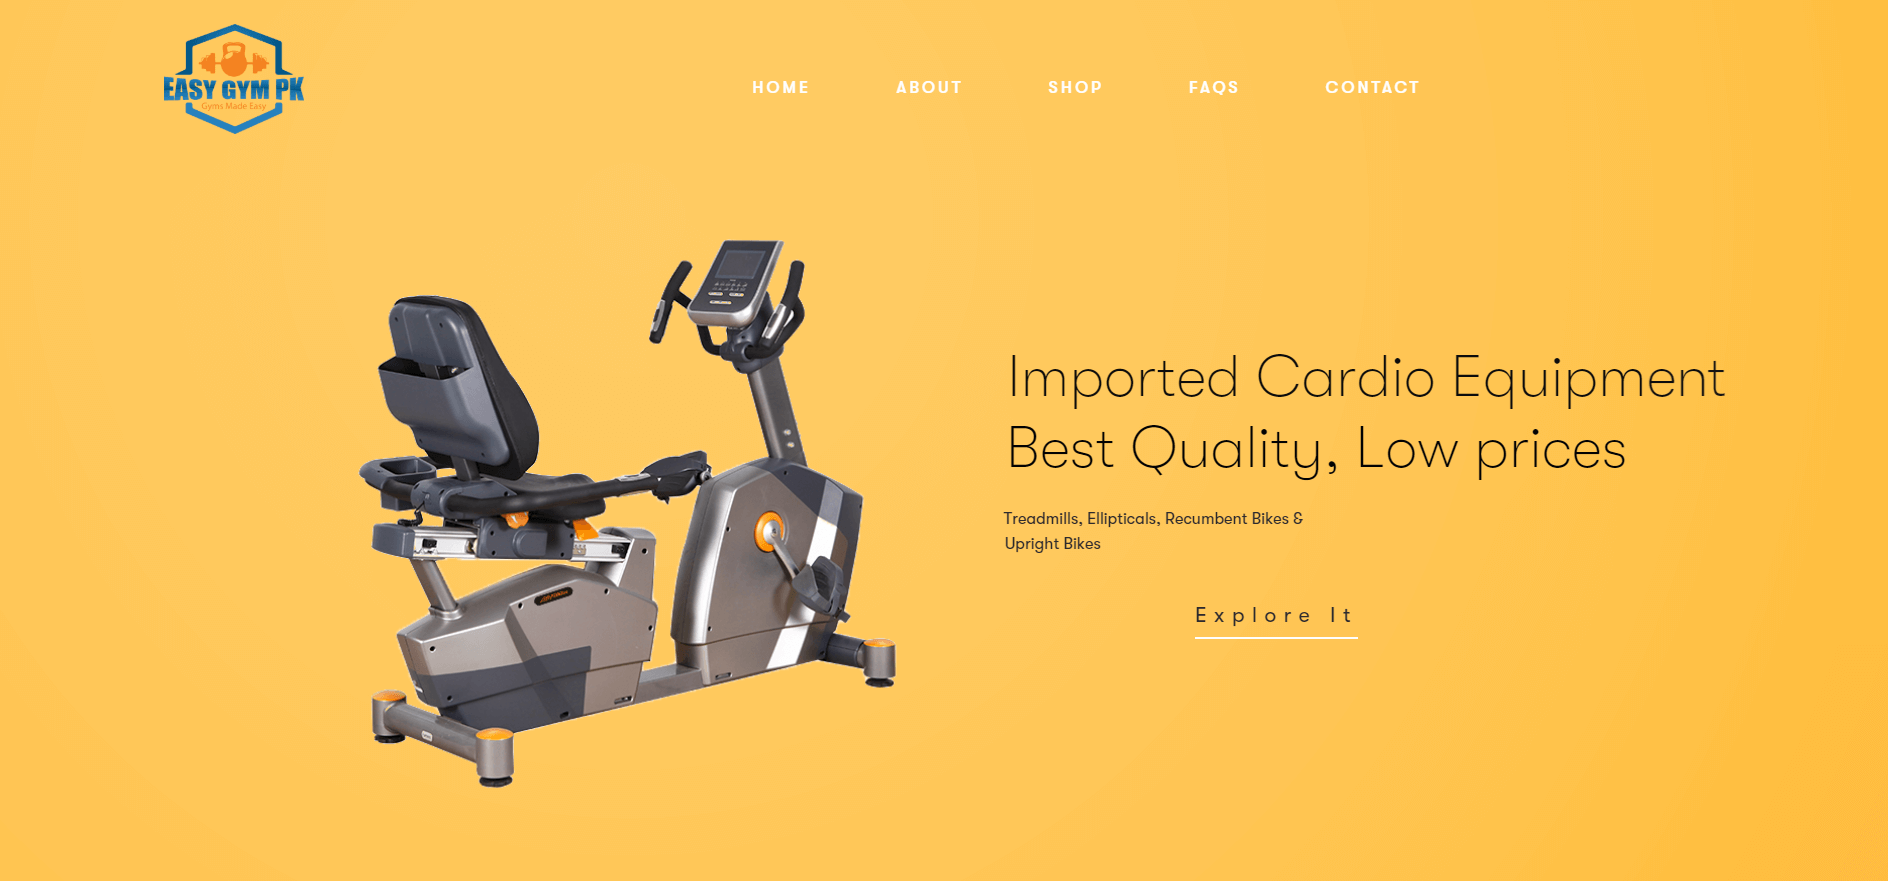 EASY GYM PK
Gyms Made Easy
HOME
ABOUT
SHOP
FAQS
CONTACT
Imported Cardio Equipment
Best Quality, Low prices
Treadmills, Ellipticals, Recumbent Bikes &
Upright Bikes
Explore It